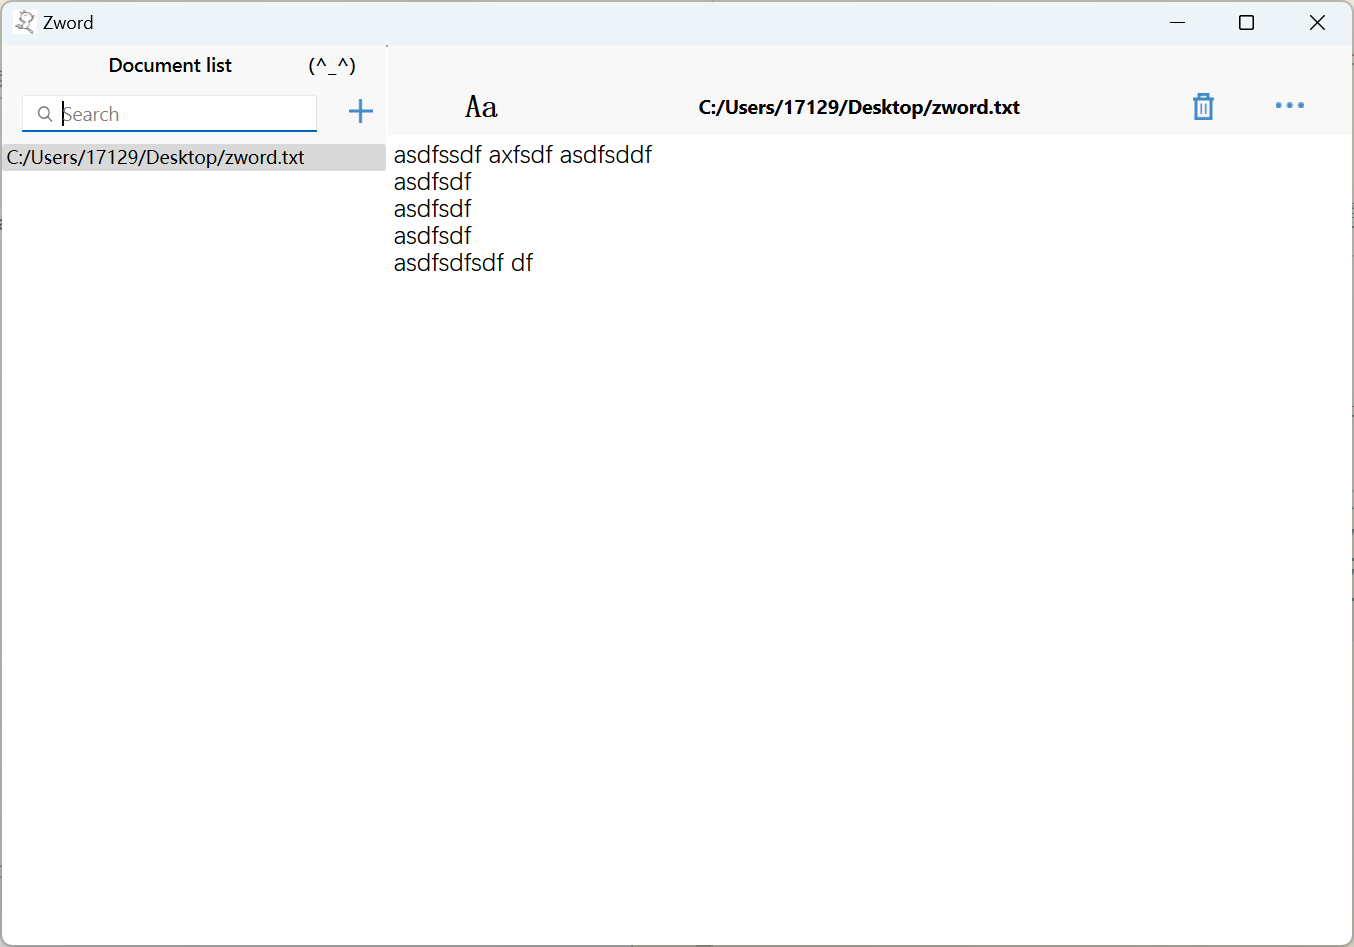 Zword
Document list (^_^)
Search
C:/Users/17129/Desktop/zword.txt
Aa C:/Users/17129/Desktop/zword.txt
asdfssdf axfsdf asdfsddf
asdfsdf
asdfsdf
asdfsdf
asdfsdfsdf df